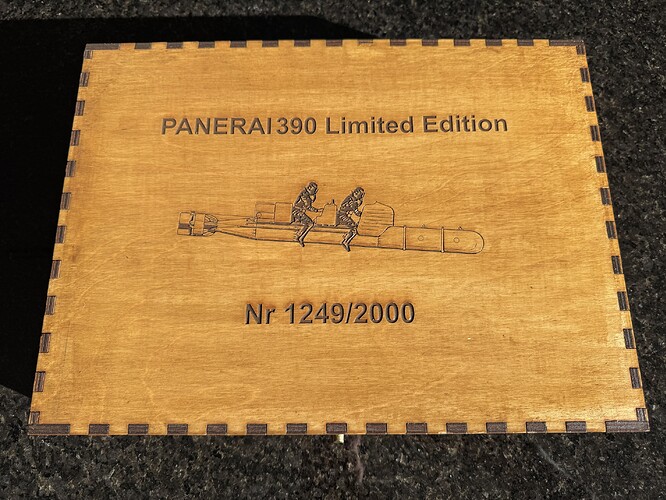 PANERAI 390 Limited Edition
Nr 1249/2000